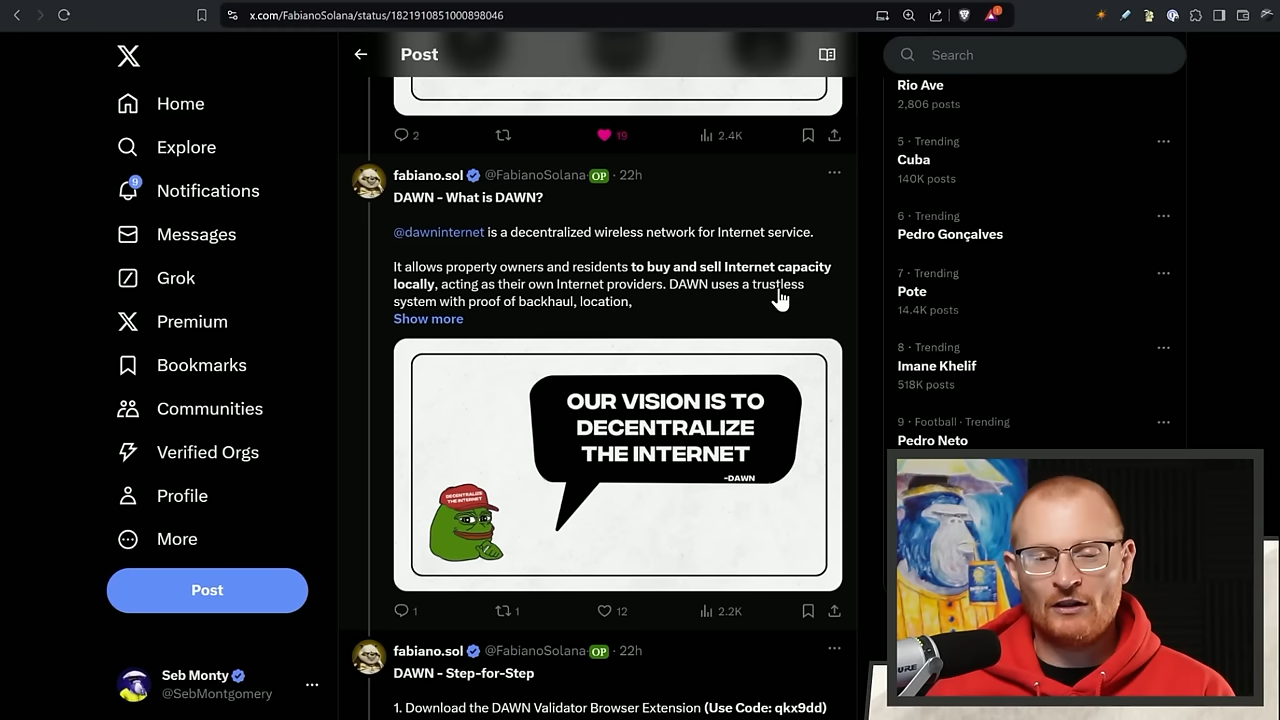 x.com/FabianoSolana/status/1821910851000898046
Home
Explore
9
Notifications
Messages
Grok
Premium
Bookmarks
Communities
Verified Orgs
Profile
More
Post
Seb Monty
@SebMontgomery
Post
2
19
2.4K
fabiano.sol @FabianoSolana OP · 22h
DAWN - What is DAWN?
@dawninternet is a decentralized wireless network for Internet service.
It allows property owners and residents to buy and sell Internet capacity
locally, acting as their own Internet providers. DAWN uses a trustless
system with proof of backhaul, location,
Show more
OUR VISION IS TO
DECENTRALIZE
THE INTERNET
-DAWN
DECENTRALIZE
THE INTERNET
1
1
12
2.2K
fabiano.sol @FabianoSolana OP · 22h
DAWN - Step-for-Step
1. Download the DAWN Validator Browser Extension (Use Code: qkx9dd)
Search
Rio Ave
2,806 posts
5 · Trending
Cuba
140K posts
6 · Trending
Pedro Gonçalves
7 · Trending
Pote
14.4K posts
8 · Trending
Imane Khelif
518K posts
9 · Football · Trending
Pedro Neto
URE